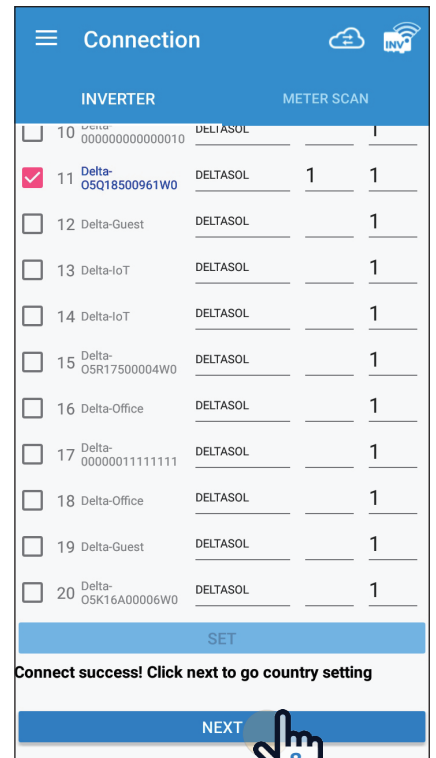 Connection
INV
INVERTER METER SCAN
10 Delta-
000000000000010 DELTASOL 1
11 Delta-
O5Q18500961W0 DELTASOL 1 1
12 Delta-Guest DELTASOL 1
13 Delta-IoT DELTASOL 1
14 Delta-IoT DELTASOL 1
15 Delta-
O5R17500004W0 DELTASOL 1
16 Delta-Office DELTASOL 1
17 Delta-
00000011111111 DELTASOL 1
18 Delta-Office DELTASOL 1
19 Delta-Guest DELTASOL 1
20 Delta-
O5K16A00006W0 DELTASOL 1
SET
Connect success! Click next to go country setting
NEXT